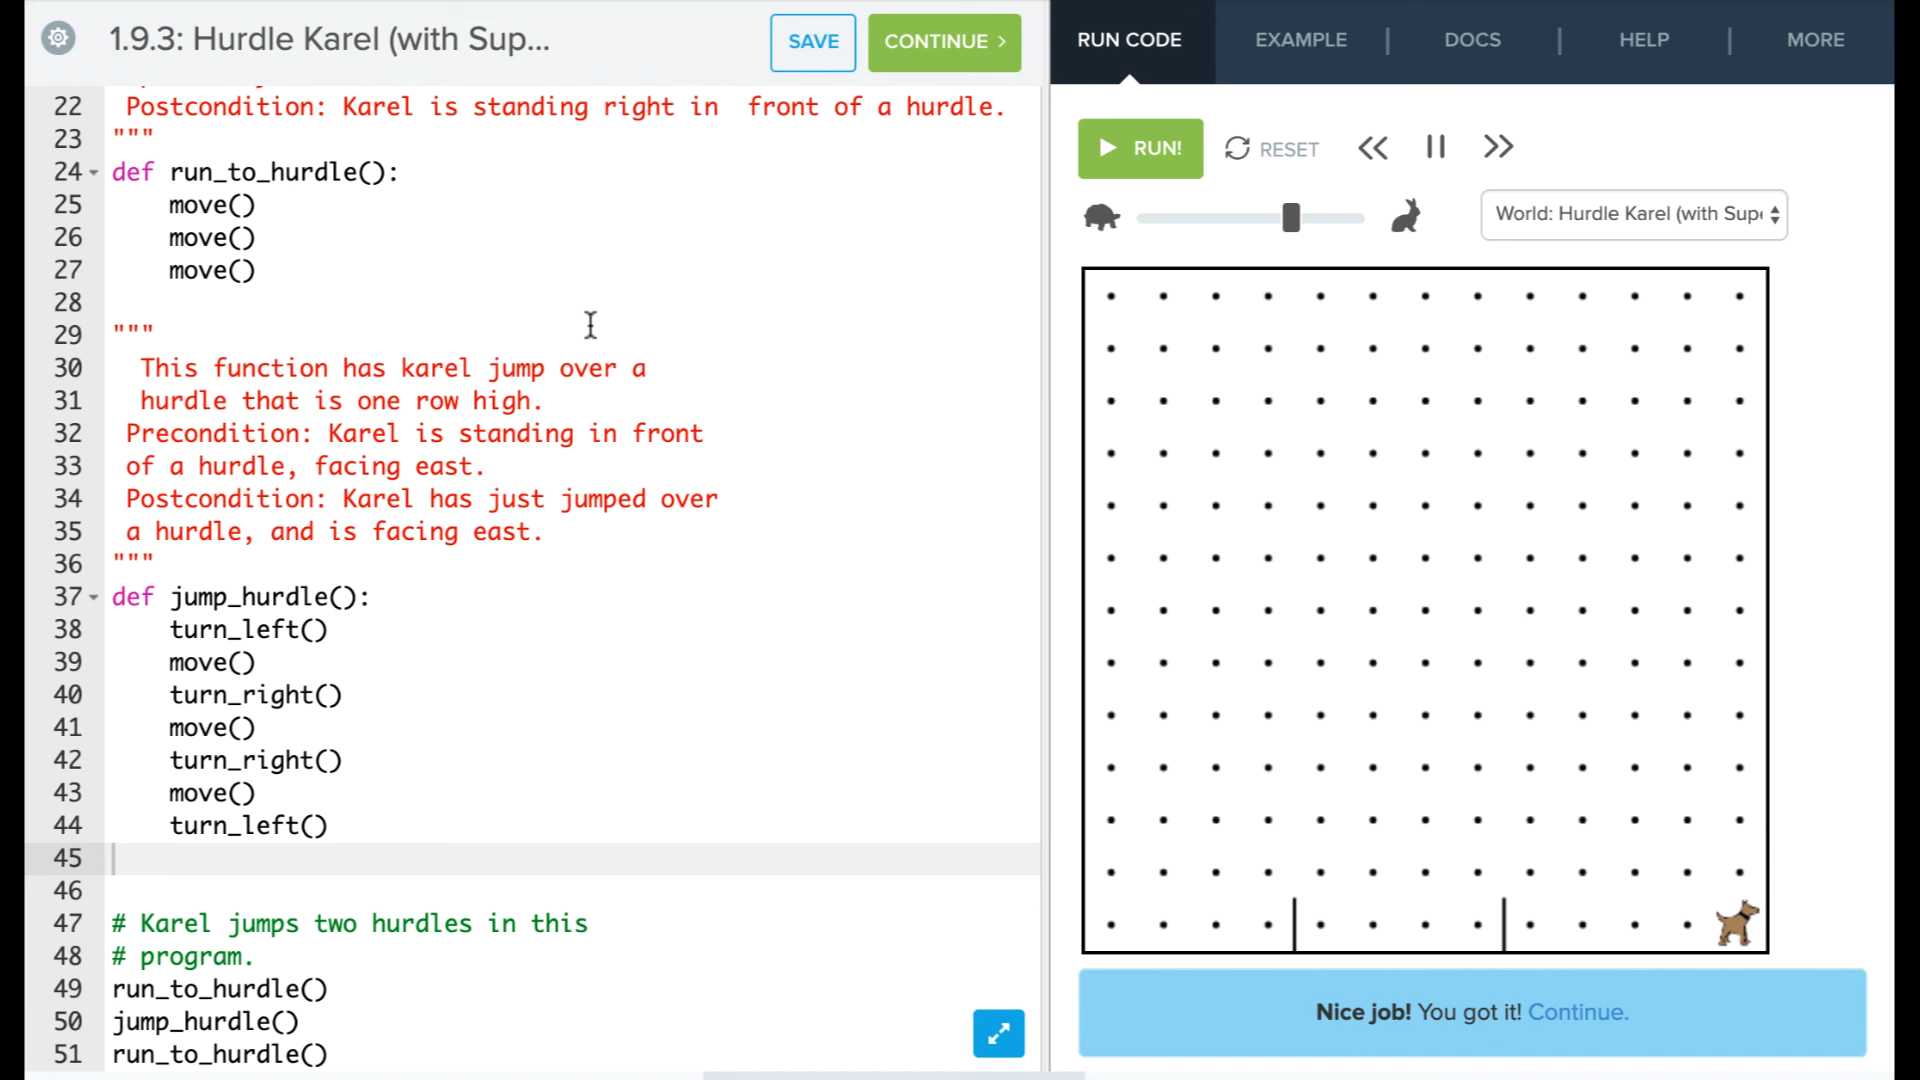 1.9.3: Hurdle Karel (with Sup...
SAVE
CONTINUE >
RUN CODE
EXAMPLE
DOCS
HELP
MORE
22 Postcondition: Karel is standing right in  front of a hurdle.
23 """
24 def run_to_hurdle():
25 move()
26 move()
27 move()
28
29 """
30 This function has karel jump over a
31 hurdle that is one row high.
32 Precondition: Karel is standing in front
33 of a hurdle, facing east.
34 Postcondition: Karel has just jumped over
35 a hurdle, and is facing east.
36 """
37 def jump_hurdle():
38 turn_left()
39 move()
40 turn_right()
41 move()
42 turn_right()
43 move()
44 turn_left()
45
46
47 # Karel jumps two hurdles in this
48 # program.
49 run_to_hurdle()
50 jump_hurdle()
51 run_to_hurdle()
RUN!
RESET
World: Hurdle Karel (with Sup
Nice job! You got it! Continue.